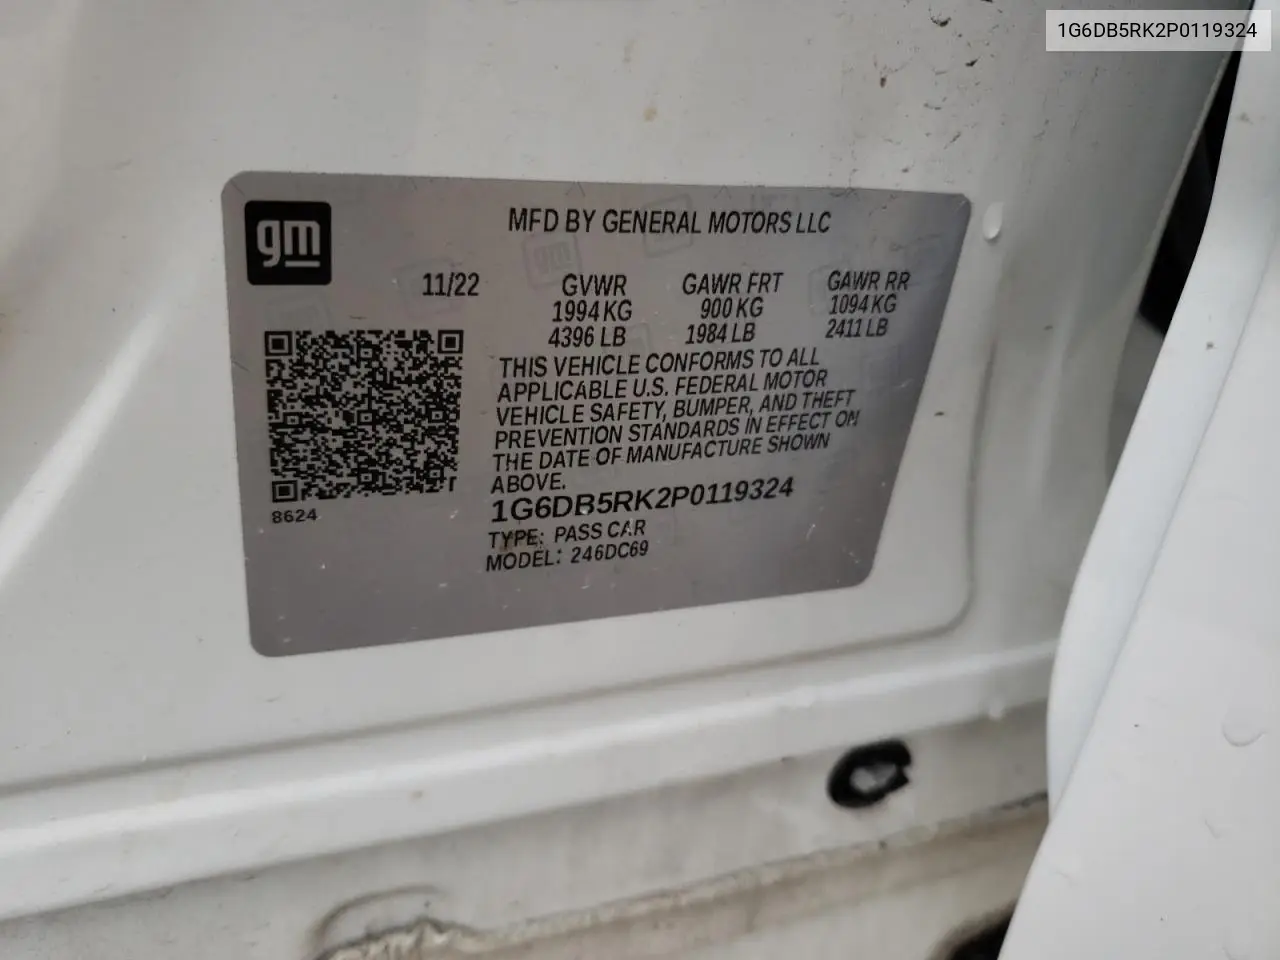 1G6DB5RK2P0119324
gm
MFD BY GENERAL MOTORS LLC
11/22 GVWR GAWR FRT GAWR RR
1994 KG 900 KG 1094 KG
4396 LB 1984 LB 2411 LB
THIS VEHICLE CONFORMS TO ALL
APPLICABLE U.S. FEDERAL MOTOR
VEHICLE SAFETY, BUMPER, AND THEFT
PREVENTION STANDARDS IN EFFECT ON
THE DATE OF MANUFACTURE SHOWN
ABOVE.
8624
1G6DB5RK2P0119324
TYPE: PASS CAR
MODEL: 246DC69